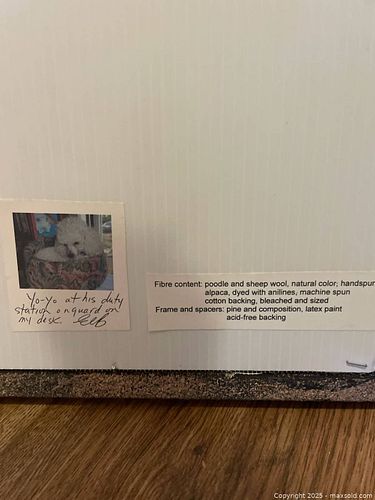 Yo-Yo at his duty
station on guard on
my desk.
Fibre content: poodle and sheep wool, natural color; handspun
alpaca, dyed with anilines, machine spun
cotton backing, bleached and sized
Frame and spacers: pine and composition, latex paint
acid-free backing
Copyright © 2025 - maxsold.com